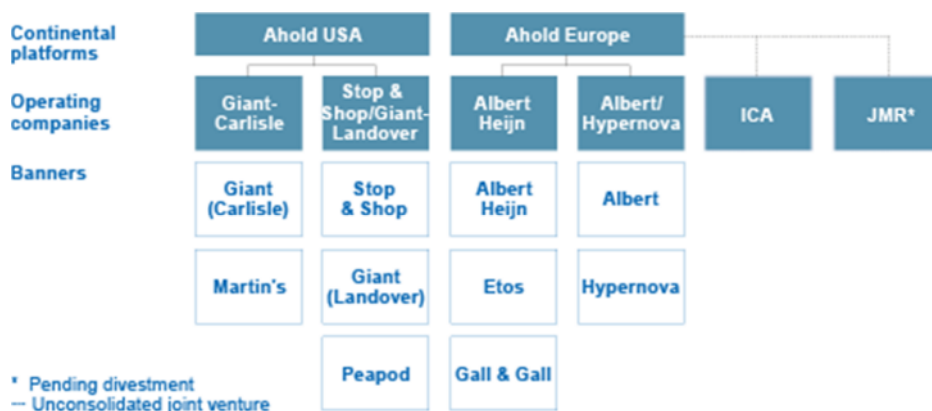 Continental
platforms
Ahold USA
Ahold Europe
Operating
companies
Giant-
Carlisle
Stop &
Shop/Giant-
Landover
Albert
Heijn
Albert/
Hypernova
ICA
JMR*
Banners
Giant
(Carlisle)
Stop
& Shop
Albert
Heijn
Albert
Martin's
Giant
(Landover)
Etos
Hypernova
Peapod
Gall & Gall
* Pending divestment
--- Unconsolidated joint venture